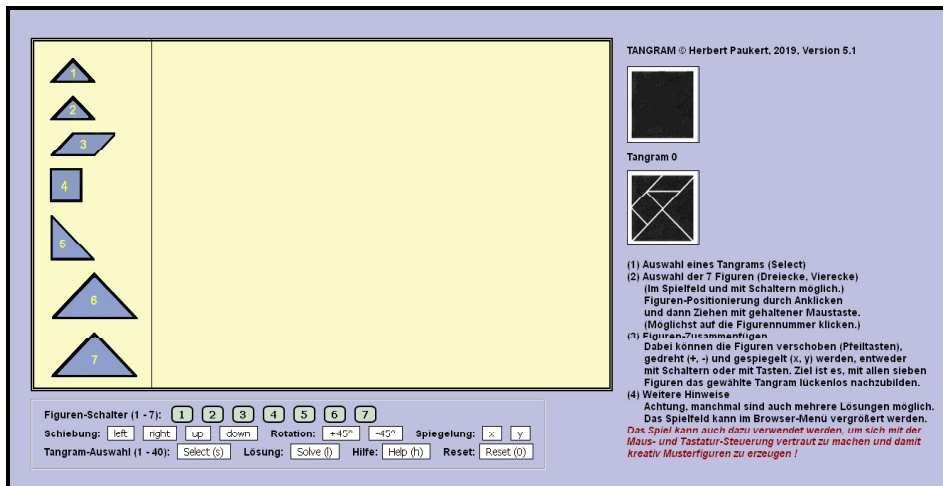 TANGRAM © Herbert Paukert, 2019, Version 5.1
1
2
3
4
5
6
7
Tangram 0
(1) Auswahl eines Tangrams (Select)
(2) Auswahl der 7 Figuren (Dreiecke, Vierecke)
(Im Spielfeld und mit Schaltern möglich.)
Figuren-Positionierung durch Anklicken
und dann Ziehen mit gehaltener Maustaste.
(Möglichst auf die Figurennummer klicken.)
(3) Figuren-Zusammenfügen
Dabei können die Figuren verschoben (Pfeiltasten),
gedreht (+, -) und gespiegelt (x, y) werden, entweder
mit Schaltern oder mit Tasten. Ziel ist es, mit allen sieben
Figuren das gewählte Tangram lückenlos nachzubilden.
(4) Weitere Hinweise
Achtung, manchmal sind auch mehrere Lösungen möglich.
Das Spielfeld kann im Browser-Menü vergrößert werden.
Das Spiel kann auch dazu verwendet werden, um sich mit der
Maus- und Tastatur-Steuerung vertraut zu machen und damit
kreativ Musterfiguren zu erzeugen !
Figuren-Schalter (1 - 7): 1 2 3 4 5 6 7
Schiebung: left right up down Rotation: +45^ -45^ Spiegelung: x y
Tangram-Auswahl (1 - 40): Select (s) Lösung: Solve (l) Hilfe: Help (h) Reset: Reset (0)